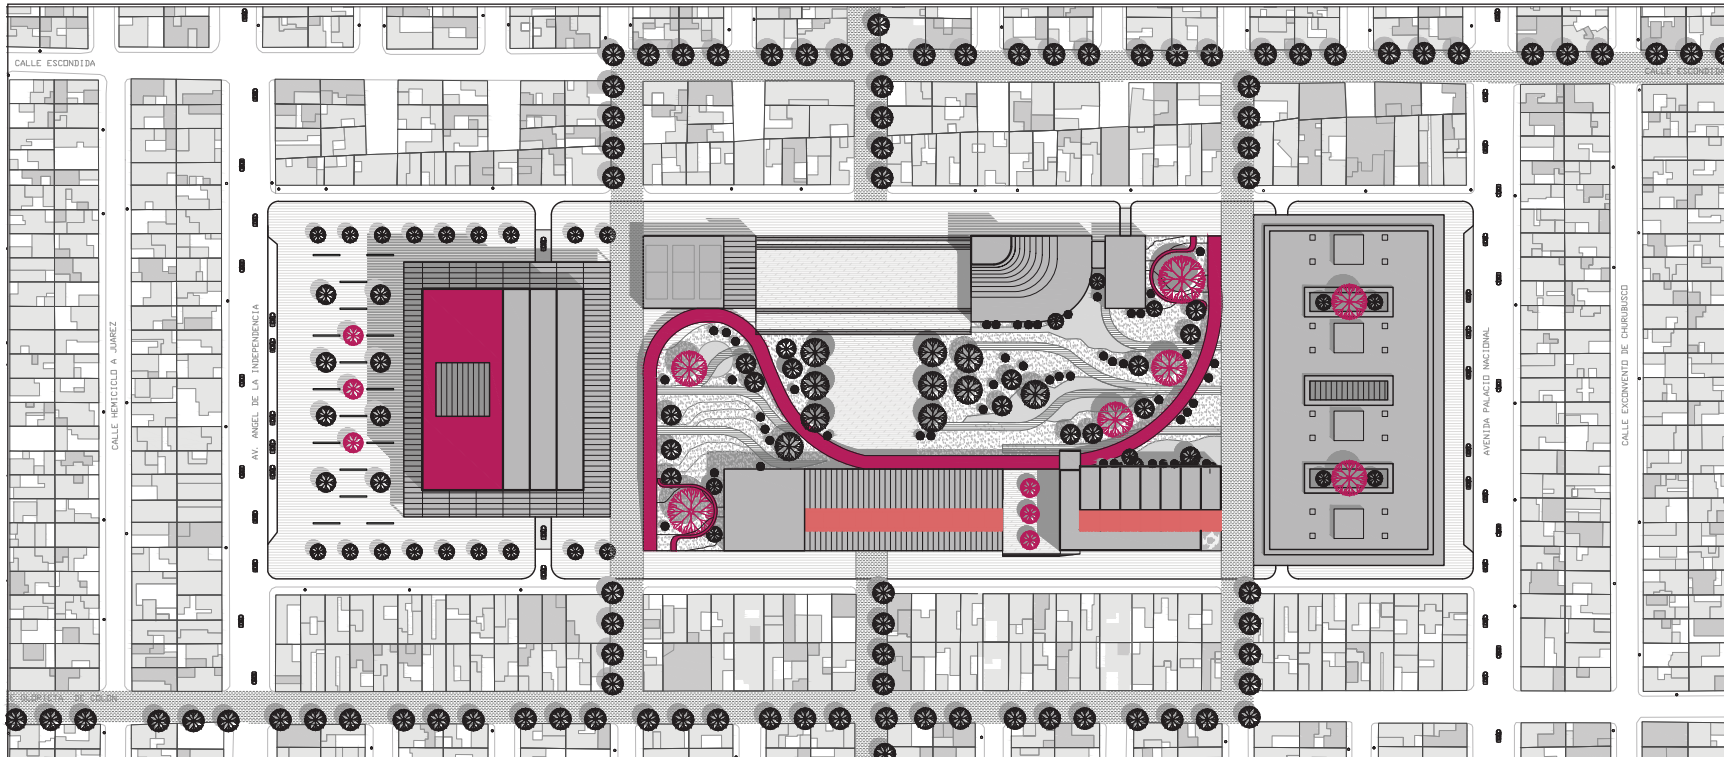 CALLE ESCONDIDA
CALLE ESCONDIDA
CALLE HEMICICLO A JUAREZ
AV. ANGEL DE LA INDEPENDENCIA
AVENIDA PALACIO NACIONAL
CALLE EXCONVENTO DE CHURUBUSCO
E GLORIETA DE COLON